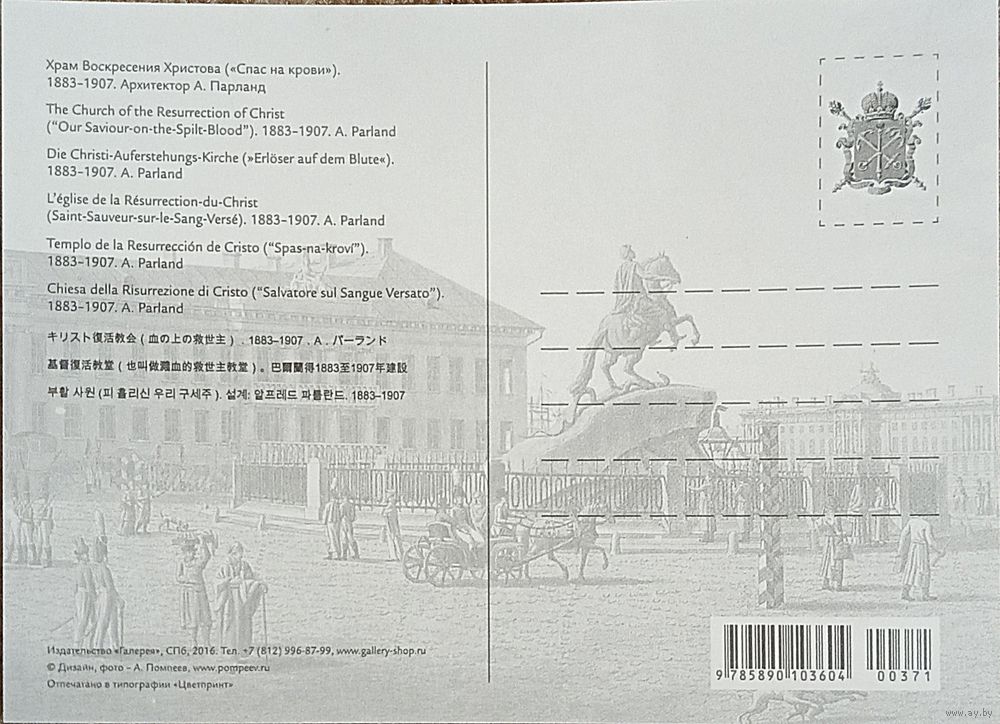 Храм Воскресения Христова («Спас на крови»).
1883–1907. Архитектор А. Парланд
The Church of the Resurrection of Christ
(“Our Saviour-on-the-Spilt-Blood”). 1883–1907. A. Parland
Die Christi-Auferstehungs-Kirche (»Erlöser auf dem Blute«).
1883–1907. A. Parland
L’église de la Résurrection-du-Christ
(Saint-Sauveur-sur-le-Sang-Versé). 1883–1907. A. Parland
Templo de la Resurrección de Cristo (“Spas-na-kroví”).
1883–1907. A. Parland
Chiesa della Risurrezione di Cristo (“Salvatore sul Sangue Versato”).
1883–1907. A. Parland
キリスト復活教会（血の上の救世主）. 1883–1907 . A . パーランド
基督復活教堂（也叫做濺血的救世主教堂）。巴爾蘭得1883至1907年建設
부활 사원 (피 흘리신 우리 구세주 ). 설계: 알프레드 파를란드. 1883–1907
Издательство «Галерея», СПб, 2016. Тел. +7 (812) 996-87-99, www.gallery-shop.ru
© Дизайн, фото – А. Помпеев, www.pompeev.ru
Отпечатано в типографии «Цветпринт»
9 785890 103604
00371
www.ay.by